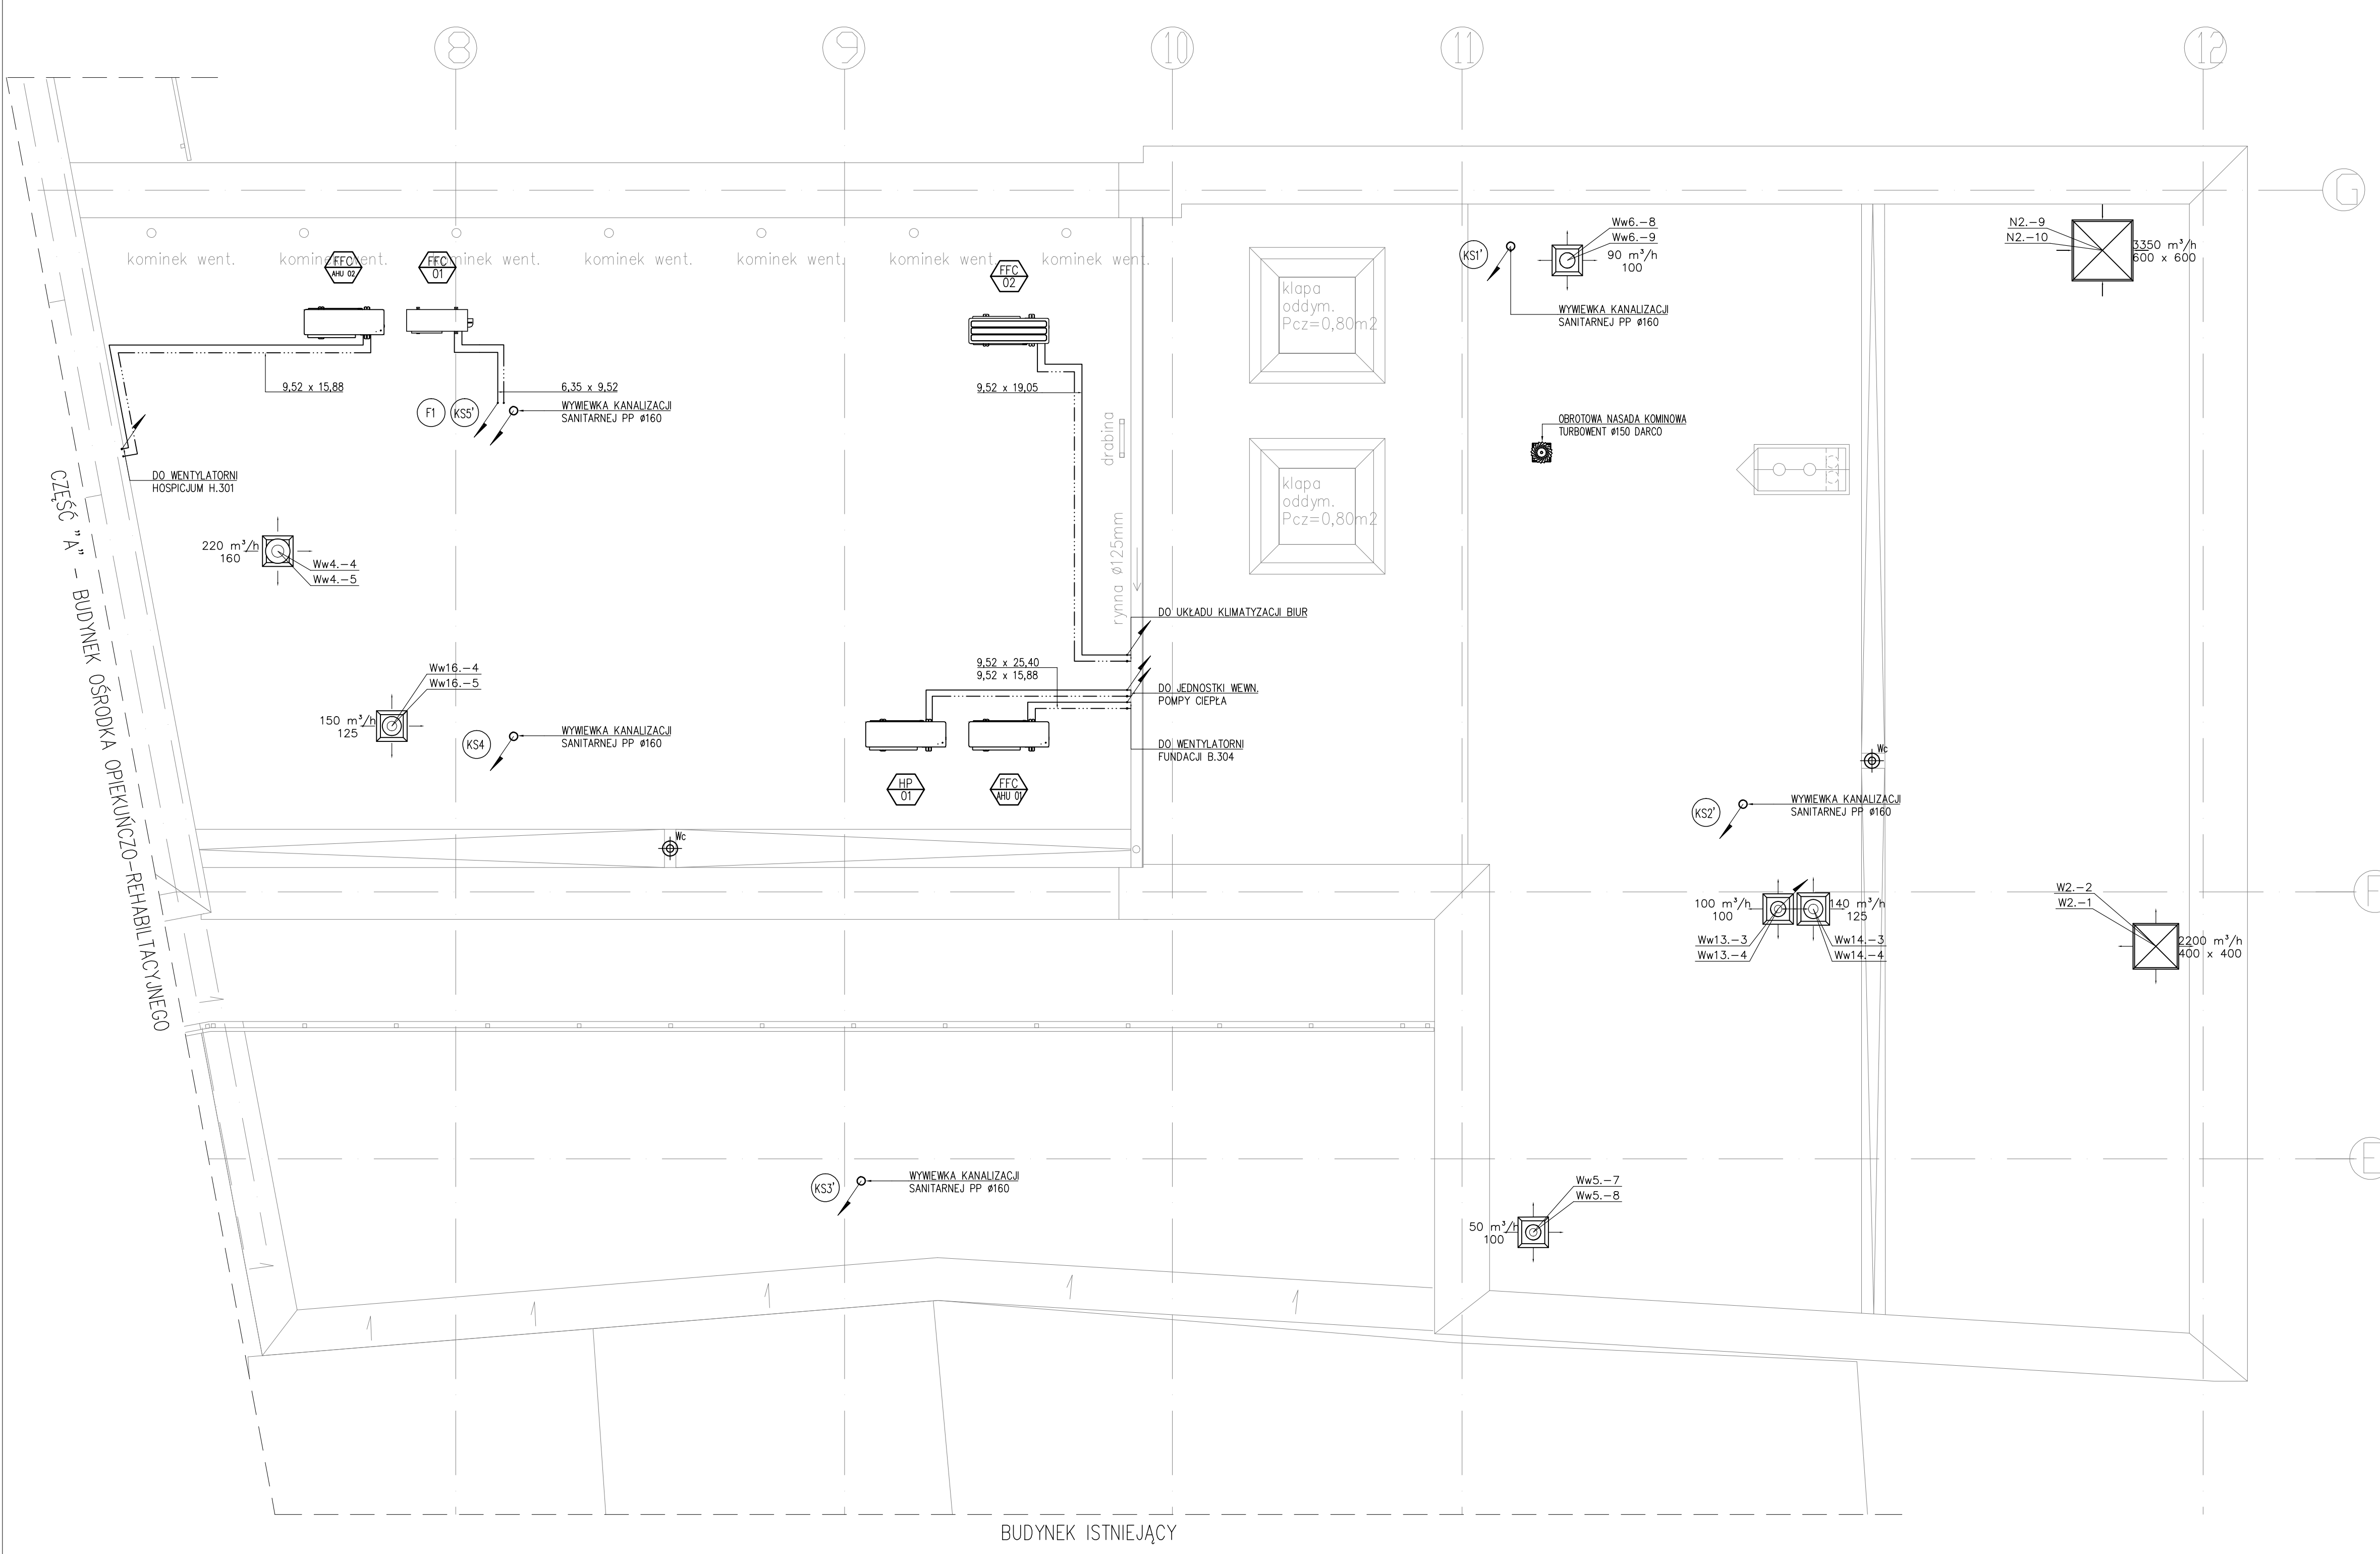 8
9
10
11
12
G
kominek went.
kominek went.
kominek went.
kominek went.
kominek went.
kominek went.
kominek went.
FFC
AHU 02
FFC
01
FFC
02
KS1'
Ww6.-8
Ww6.-9
90 m³/h
100
N2.-9
N2.-10
3350 m³/h
600 x 600
klapa
oddym.
Pcz=0,80m2
WYWIEWKA KANALIZACJI
SANITARNEJ PP ø160
9,52 x 15,88
6,35 x 9,52
9,52 x 19,05
F1
KS5'
WYWIEWKA KANALIZACJI
SANITARNEJ PP ø160
drabina
OBROTOWA NASADA KOMINOWA
TURBOWENT ø150 DARCO
DO WENTYLATORNI
HOSPICJUM H.301
klapa
oddym.
Pcz=0,80m2
CZĘŚĆ "A" - BUDYNEK OŚRODKA OPIEKUŃCZO-REHABILTACYJNEGO
220 m³/h
160
Ww4.-4
Ww4.-5
rynna ø125mm
DO UKŁADU KLIMATYZACJI BIUR
Ww16.-4
Ww16.-5
150 m³/h
125
9,52 x 25,40
9,52 x 15,88
DO JEDNOSTKI WEWN.
POMPY CIEPŁA
KS4
WYWIEWKA KANALIZACJI
SANITARNEJ PP ø160
DO WENTYLATORNI
FUNDACJI B.304
HP
01
FFC
AHU 01
Wc
Wc
KS2'
WYWIEWKA KANALIZACJI
SANITARNEJ PP ø160
F
100 m³/h
100
140 m³/h
125
Ww13.-3
Ww13.-4
Ww14.-3
Ww14.-4
W2.-2
W2.-1
2200 m³/h
400 x 400
E
KS3'
WYWIEWKA KANALIZACJI
SANITARNEJ PP ø160
Ww5.-7
Ww5.-8
50 m³/h
100
BUDYNEK ISTNIEJĄCY